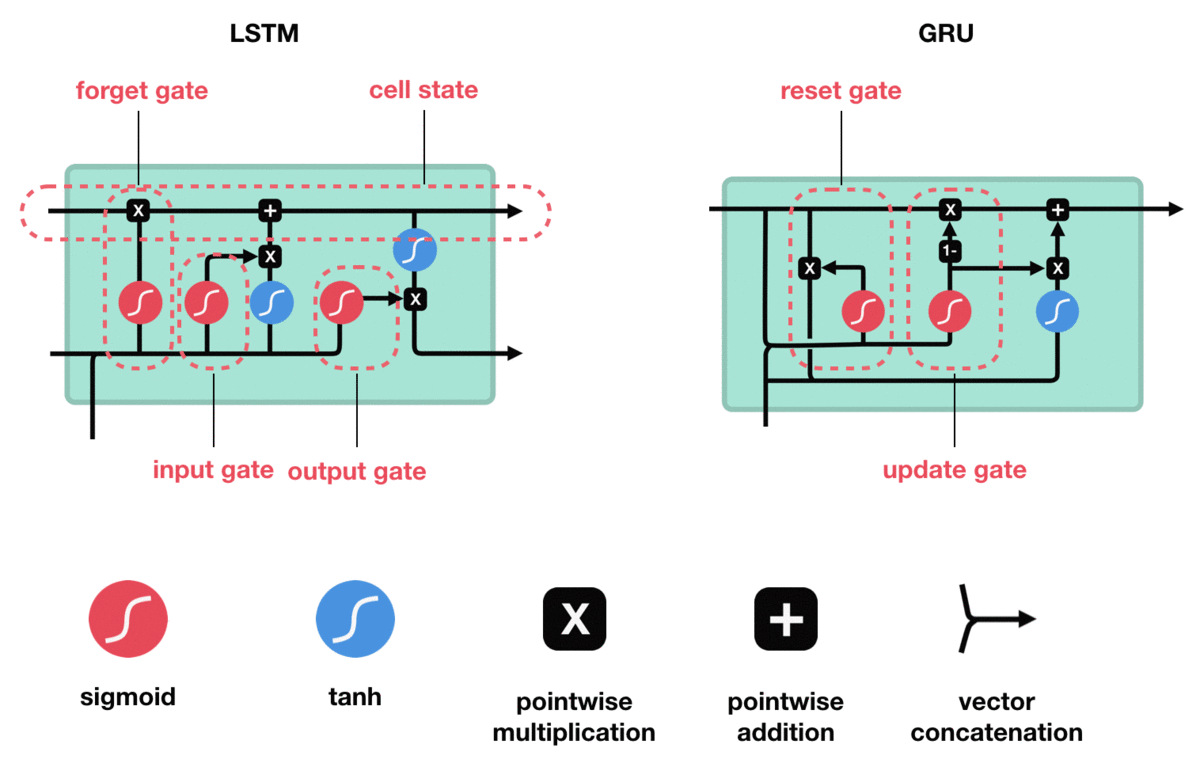 LSTM
GRU
forget gate
cell state
reset gate
X
+
X
X
input gate
output gate
X
+
1-
X
X
update gate
X
+
sigmoid
tanh
pointwise
multiplication
pointwise
addition
vector
concatenation